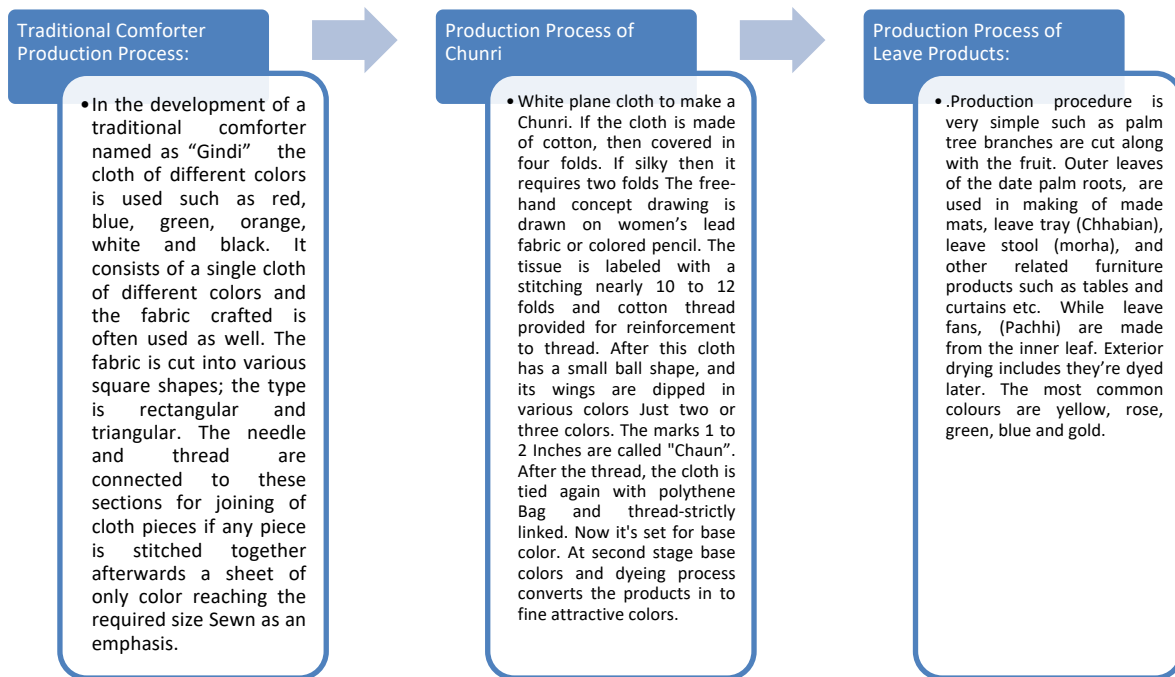 Traditional Comforter
Production Process:
•In the development of a
traditional comforter
named as “Gindi” the
cloth of different colors
is used such as red,
blue, green, orange,
white and black. It
consists of a single cloth
of different colors and
the fabric crafted is
often used as well. The
fabric is cut into various
square shapes; the type
is rectangular and
triangular. The needle
and thread are
connected to these
sections for joining of
cloth pieces if any piece
is stitched together
afterwards a sheet of
only color reaching the
required size Sewn as an
emphasis.
Production Process of
Chunri
•White plane cloth to make a
Chunri. If the cloth is made
of cotton, then covered in
four folds. If silky then it
requires two folds The free-
hand concept drawing is
drawn on women’s lead
fabric or colored pencil. The
tissue is labeled with a
stitching nearly 10 to 12
folds and cotton thread
provided for reinforcement
to thread. After this cloth
has a small ball shape, and
its wings are dipped in
various colors Just two or
three colors. The marks 1 to
2 Inches are called "Chaun”.
After the thread, the cloth is
tied again with polythene
Bag and thread-strictly
linked. Now it's set for base
color. At second stage base
colors and dyeing process
converts the products in to
fine attractive colors.
Production Process of
Leave Products:
•.Production procedure is
very simple such as palm
tree branches are cut along
with the fruit. Outer leaves
of the date palm roots, are
used in making of made
mats, leave tray (Chhabian),
leave stool (morha), and
other related furniture
products such as tables and
curtains etc. While leave
fans, (Pachhi) are made
from the inner leaf. Exterior
drying includes they’re dyed
later. The most common
colours are yellow, rose,
green, blue and gold.